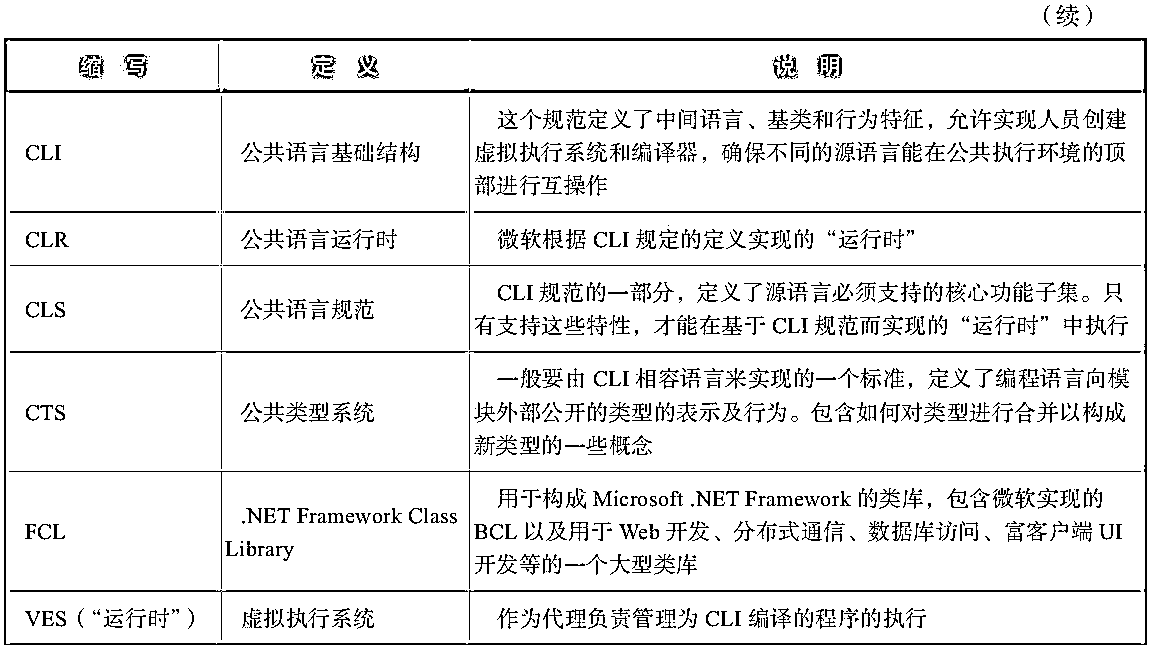 （续）
缩 写 定 义 说 明
CLI 公共语言基础结构 这个规范定义了中间语言、基类和行为特征，允许实现人员创建
虚拟执行系统和编译器，确保不同的源语言能在公共执行环境的顶
部进行互操作
CLR 公共语言运行时 微软根据 CLI 规定的定义实现的“运行时”
CLS 公共语言规范 CLI 规范的一部分，定义了源语言必须支持的核心功能子集。只
有支持这些特性，才能在基于 CLI 规范而实现的“运行时”中执行
CTS 公共类型系统 一般要由 CLI 相容语言来实现的一个标准，定义了编程语言向模
块外部公开的类型的表示及行为。包含如何对类型进行合并以构成
新类型的一些概念
FCL .NET Framework Class
Library 用于构成 Microsoft .NET Framework 的类库，包含微软实现的
BCL 以及用于 Web 开发、分布式通信、数据库访问、富客户端 UI
开发等的一个大型类库
VES（“运行时”） 虚拟执行系统 作为代理负责管理为 CLI 编译的程序的执行